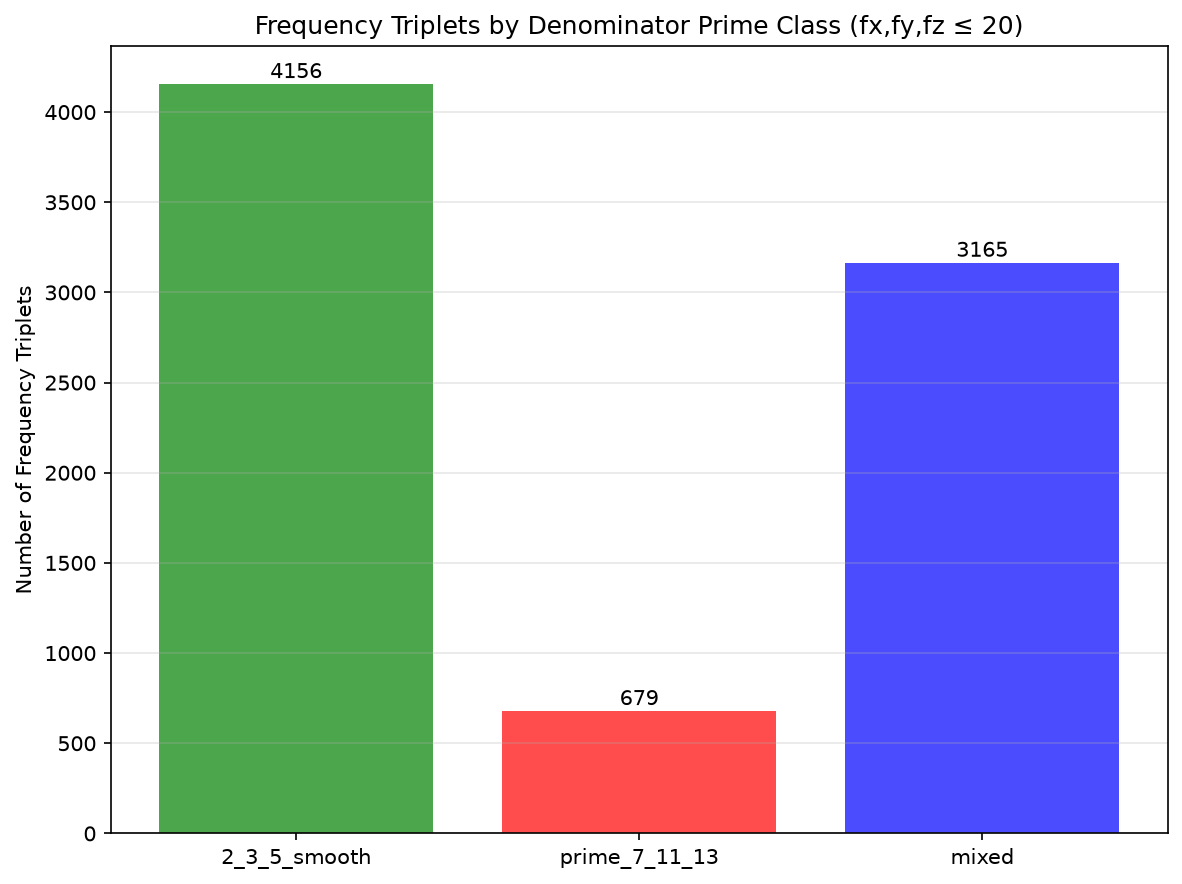 Frequency Triplets by Denominator Prime Class (fx,fy,fz ≤ 20)
Number of Frequency Triplets
4000
3500
3000
2500
2000
1500
1000
500
0
4156
679
3165
2_3_5_smooth
prime_7_11_13
mixed